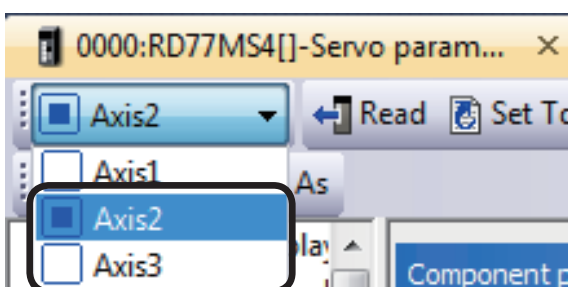 0000:RD77MS4[]-Servo param...
Axis2 Read Set To
Axis1 As
Axis2
Axis3
Component p